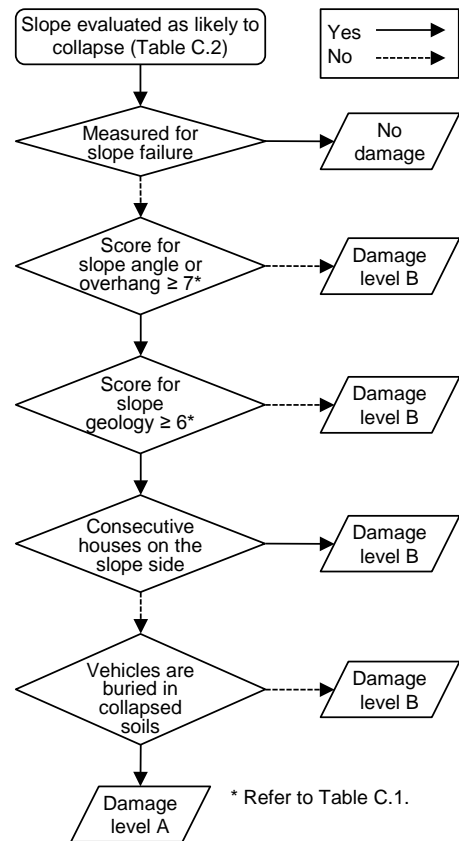 Slope evaluated as likely to
collapse (Table C.2)
Yes
No
Measured for
slope failure
No
damage
Score for
slope angle or
overhang ≥ 7*
Damage
level B
Score for
slope
geology ≥ 6*
Damage
level B
Consecutive
houses on the
slope side
Damage
level B
Vehicles are
buried in
collapsed
soils
Damage
level B
Damage
level A
* Refer to Table C.1.